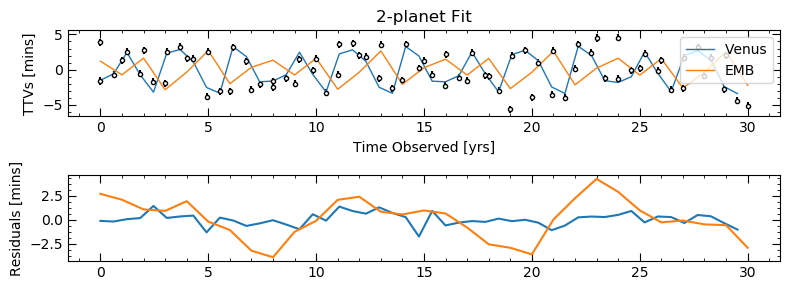 2-planet Fit
TTVs [mins]
5
0
−5
Venus
EMB
0 5 10 15 20 25 30
Time Observed [yrs]
Residuals [mins]
2.5
0.0
−2.5
0 5 10 15 20 25 30